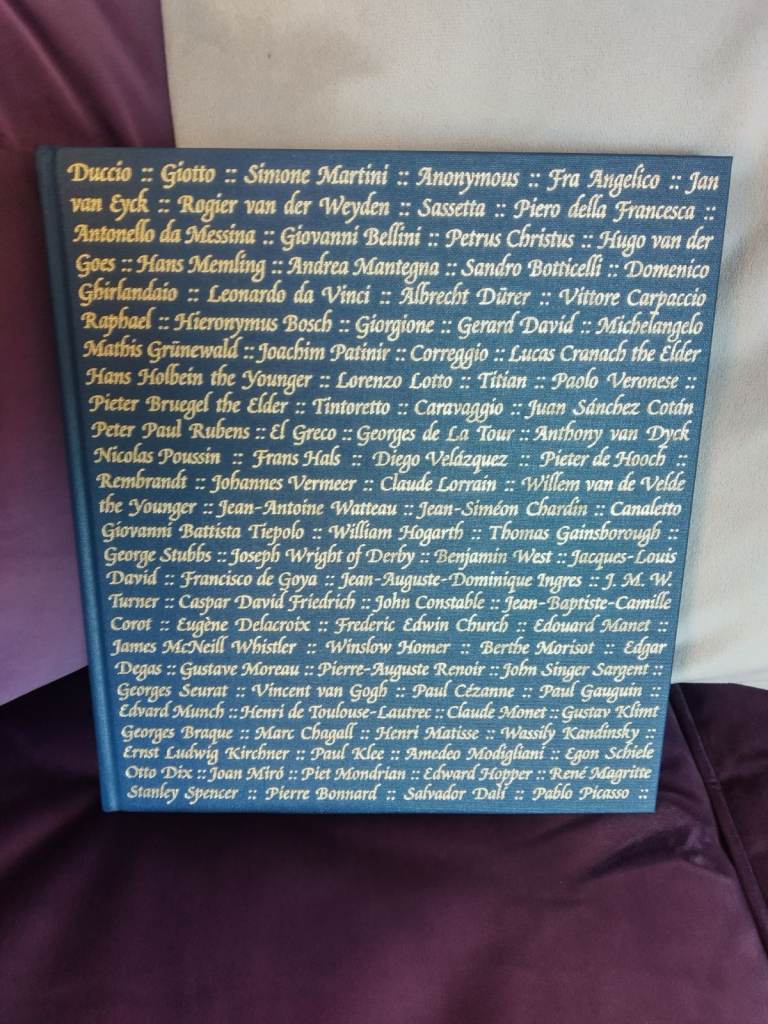 Duccio :: Giotto :: Simone Martini :: Anonymous :: Fra Angelico :: Jan
van Eyck :: Rogier van der Weyden :: Sassetta :: Piero della Francesca ::
Antonello da Messina :: Giovanni Bellini :: Petrus Christus :: Hugo van der
Goes :: Hans Memling :: Andrea Mantegna :: Sandro Botticelli :: Domenico
Ghirlandaio :: Leonardo da Vinci :: Albrecht Dürer :: Vittore Carpaccio
Raphael :: Hieronymus Bosch :: Giorgione :: Gerard David :: Michelangelo
Mathis Grünewald :: Joachim Patinir :: Correggio :: Lucas Cranach the Elder
Hans Holbein the Younger :: Lorenzo Lotto :: Titian :: Paolo Veronese ::
Pieter Bruegel the Elder :: Tintoretto :: Caravaggio :: Juan Sánchez Cotán
Peter Paul Rubens :: El Greco :: Georges de La Tour :: Anthony van Dyck
Nicolas Poussin :: Frans Hals :: Diego Velázquez :: Pieter de Hooch ::
Rembrandt :: Johannes Vermeer :: Claude Lorrain :: Willem van de Velde
the Younger :: Jean-Antoine Watteau :: Jean-Siméon Chardin :: Canaletto
Giovanni Battista Tiepolo :: William Hogarth :: Thomas Gainsborough ::
George Stubbs :: Joseph Wright of Derby :: Benjamin West :: Jacques-Louis
David :: Francisco de Goya :: Jean-Auguste-Dominique Ingres :: J. M. W.
Turner :: Caspar David Friedrich :: John Constable :: Jean-Baptiste-Camille
Corot :: Eugène Delacroix :: Frederic Edwin Church :: Edouard Manet ::
James McNeill Whistler :: Winslow Homer :: Berthe Morisot :: Edgar
Degas :: Gustave Moreau :: Pierre-Auguste Renoir :: John Singer Sargent ::
Georges Seurat :: Vincent van Gogh :: Paul Cézanne :: Paul Gauguin ::
Edvard Munch :: Henri de Toulouse-Lautrec :: Claude Monet :: Gustav Klimt
Georges Braque :: Marc Chagall :: Henri Matisse :: Wassily Kandinsky ::
Ernst Ludwig Kirchner :: Paul Klee :: Amedeo Modigliani :: Egon Schiele
Otto Dix :: Joan Miró :: Piet Mondrian :: Edward Hopper :: René Magritte
Stanley Spencer :: Pierre Bonnard :: Salvador Dalí :: Pablo Picasso ::